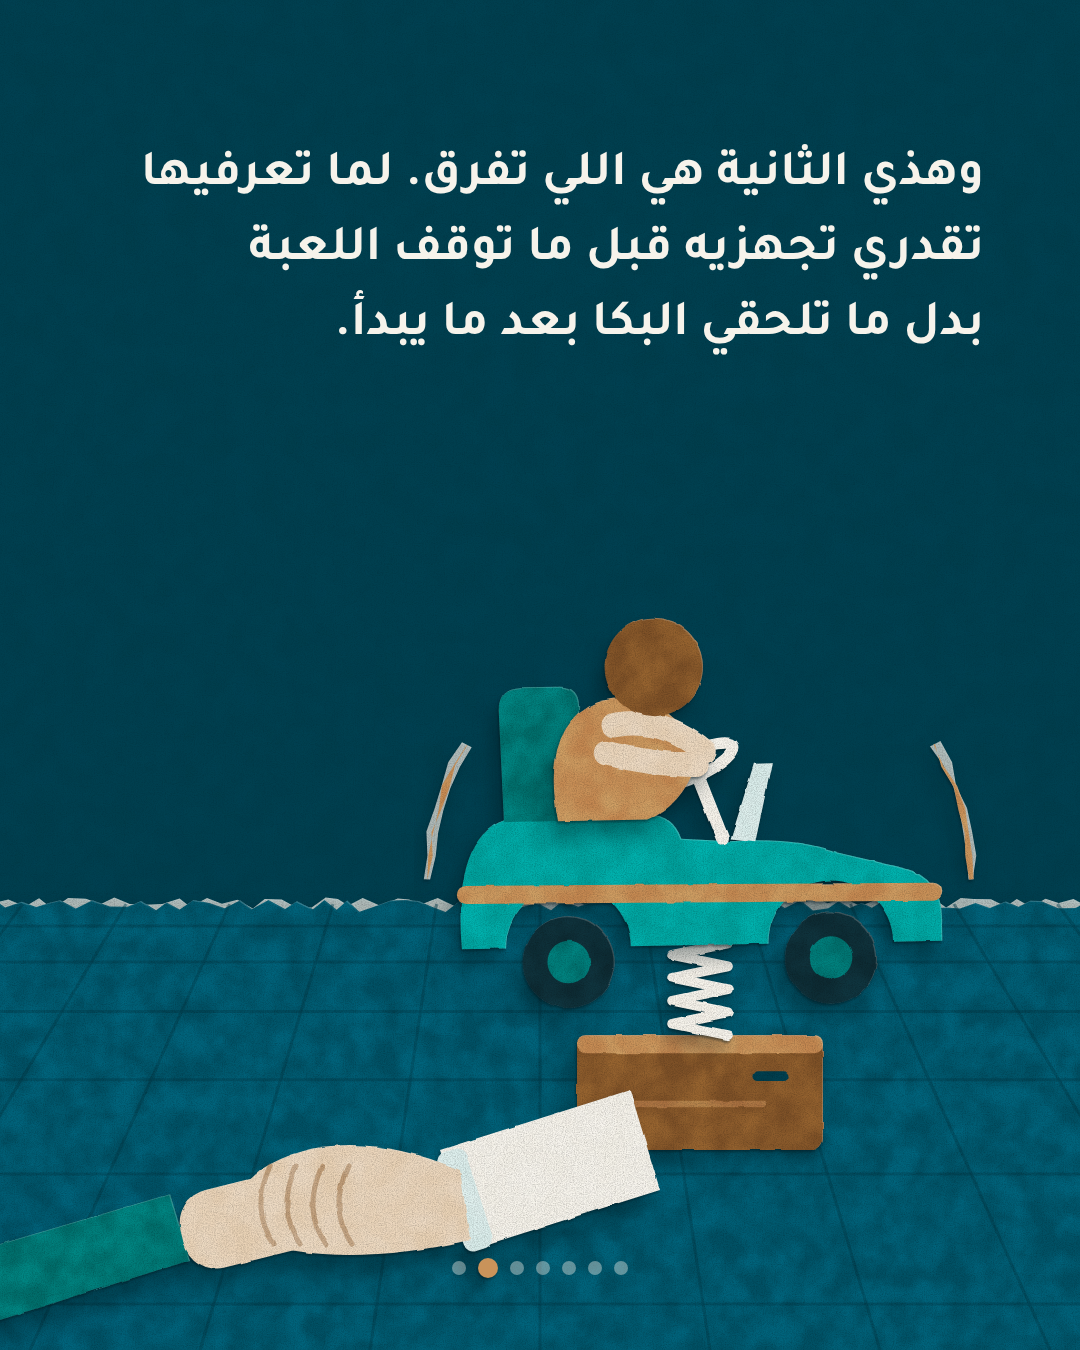 وهذي الثانية هي اللي تفرق. لما تعرفيها
تقدري تجهزيه قبل ما توقف اللعبة
بدل ما تلحقي البكا بعد ما يبدأ.